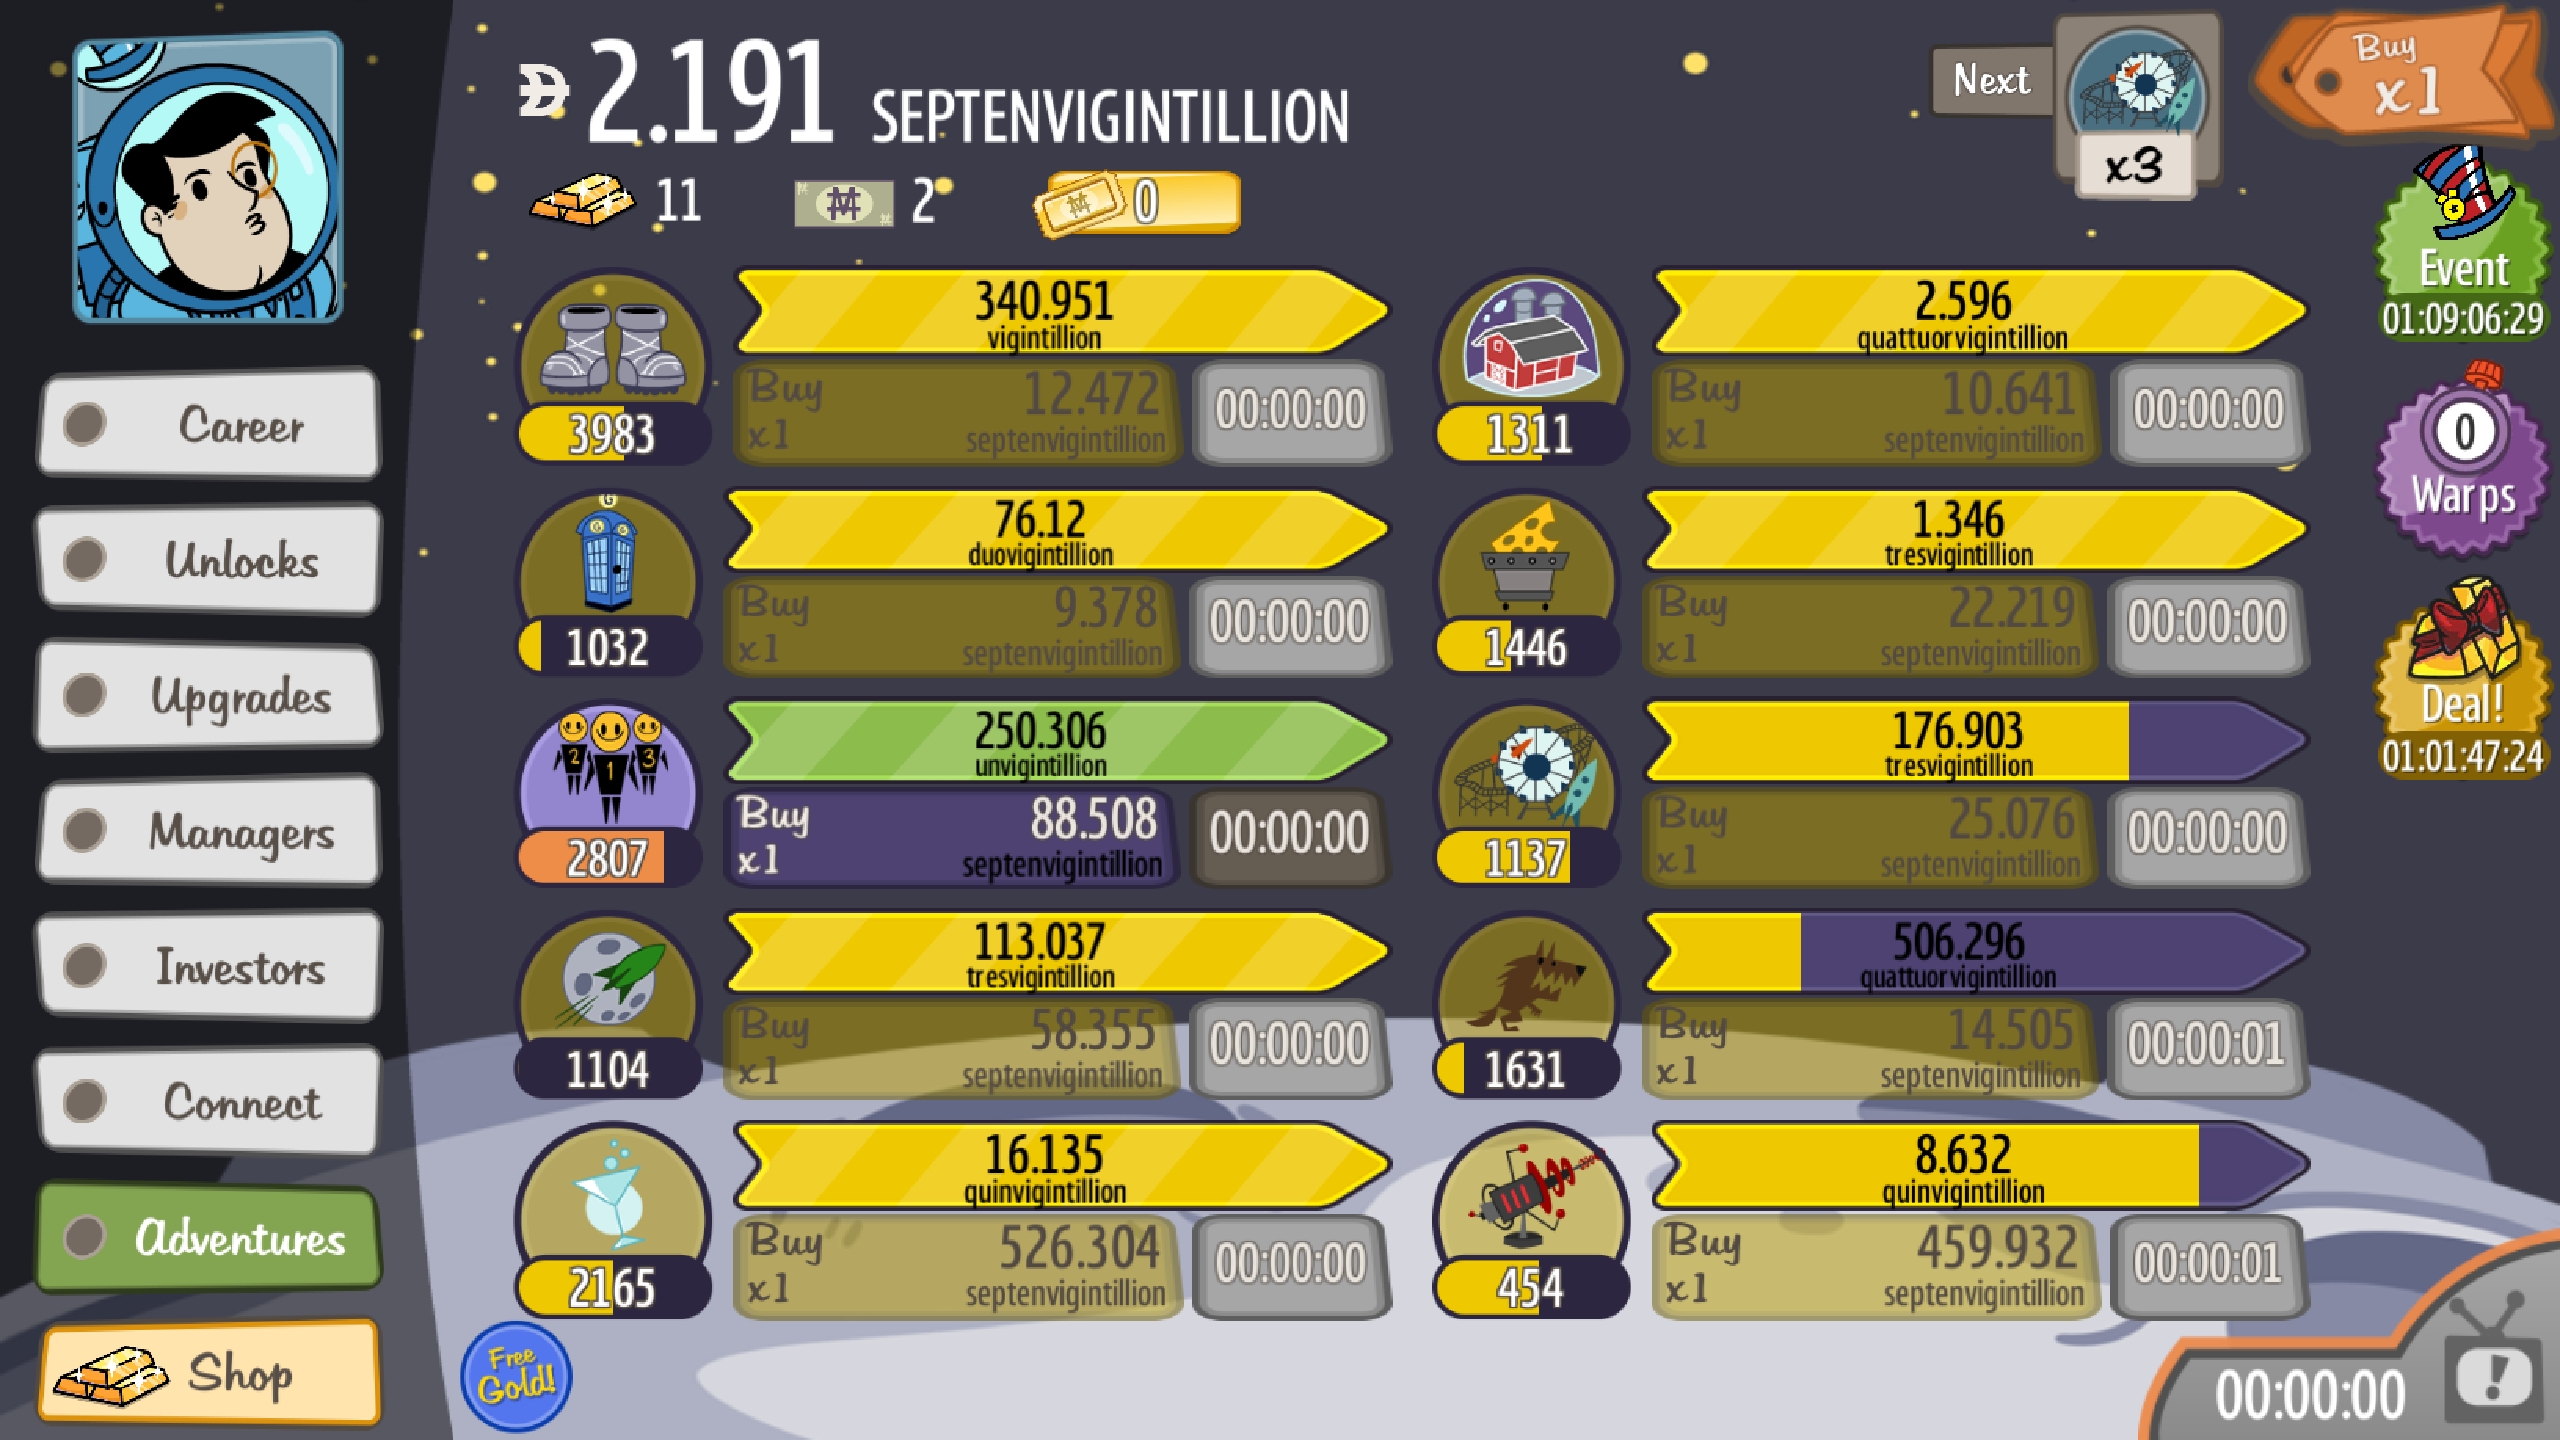 2.191 SEPTENVIGINTILLION
11 2 0
Next
x3
Buy
x1
Event
01:09:06:29
0
Warps
Deal!
01:01:47:24
Career
Unlocks
Upgrades
Managers
Investors
Connect
Adventures
Shop
340.951
vigintillion
3983
Buy
x1
12.472
septenvigintillion
00:00:00
2.596
quattuorvigintillion
1311
Buy
x1
10.641
septenvigintillion
00:00:00
G
76.12
duovigintillion
1032
Buy
x1
9.378
septenvigintillion
00:00:00
1.346
tresvigintillion
1446
Buy
x1
22.219
septenvigintillion
00:00:00
2 1 3
250.306
unvigintillion
2807
Buy
x1
88.508
septenvigintillion
00:00:00
176.903
tresvigintillion
1137
Buy
x1
25.076
septenvigintillion
00:00:00
113.037
tresvigintillion
1104
Buy
x1
58.355
septenvigintillion
00:00:00
506.296
quattuorvigintillion
1631
Buy
x1
14.505
septenvigintillion
00:00:01
16.135
quinvigintillion
2165
Buy
x1
526.304
septenvigintillion
00:00:00
8.632
quinvigintillion
454
Buy
x1
459.932
septenvigintillion
00:00:01
Free
Gold!
00:00:00
!